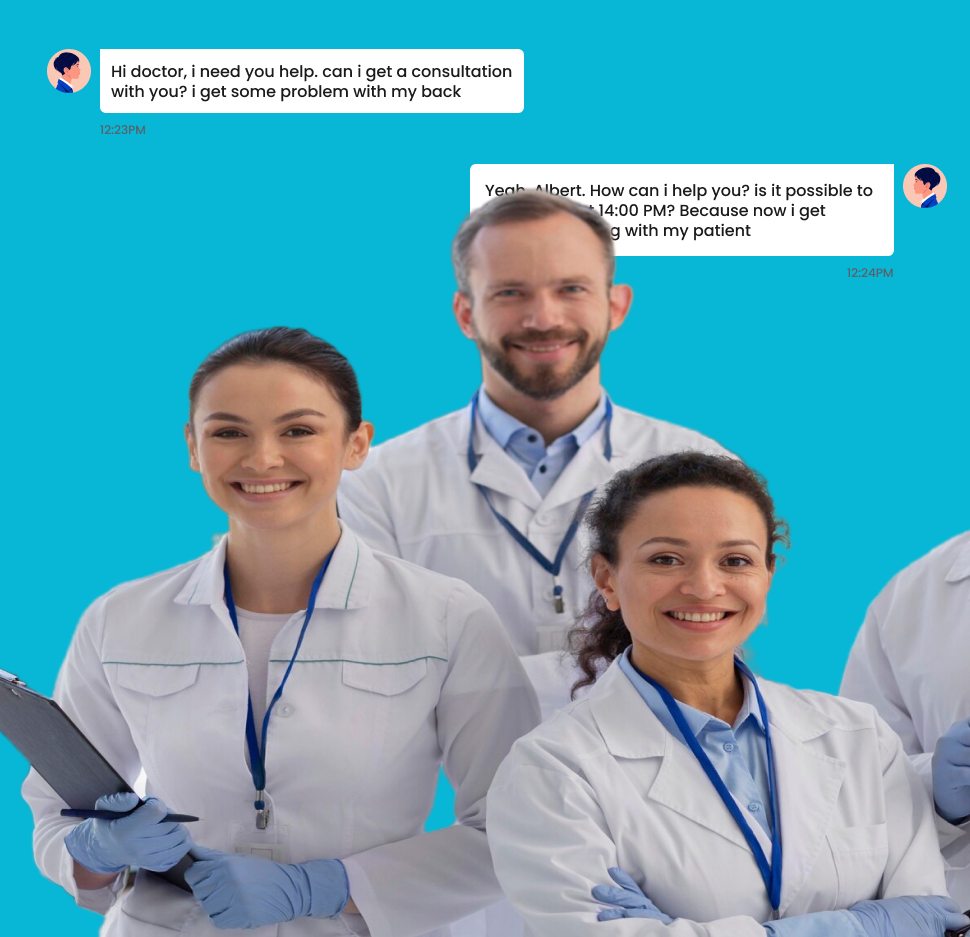 Hi doctor, i need you help. can i get a consultation
with you? i get some problem with my back
12:23PM
Yeah, Albert. How can i help you? is it possible to
14:00 PM? Because now i get
with my patient
12:24PM